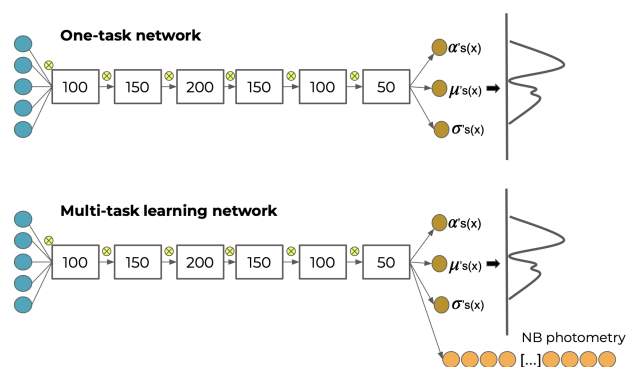 One-task network
100 150 200 150 100 50
α's(x)
μ's(x)
σ's(x)
Multi-task learning network
100 150 200 150 100 50
α's(x)
μ's(x)
σ's(x)
NB photometry
[...]